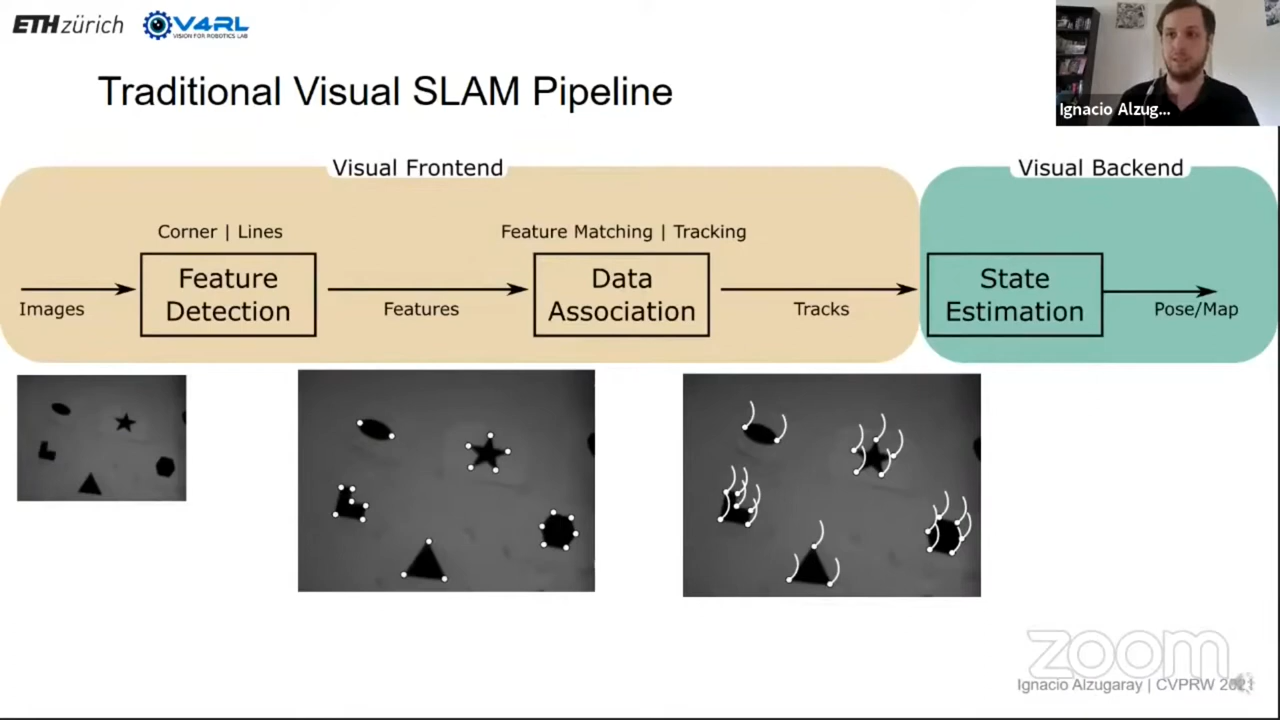 ETH zürich
V4RL
VISION FOR ROBOTICS LAB
Traditional Visual SLAM Pipeline
Ignacio Alzug...
Visual Frontend
Visual Backend
Corner | Lines
Feature Matching | Tracking
Feature
Detection
Data
Association
State
Estimation
Images
Features
Tracks
Pose/Map
zoom
Ignacio Alzugaray | CVPRW 2021